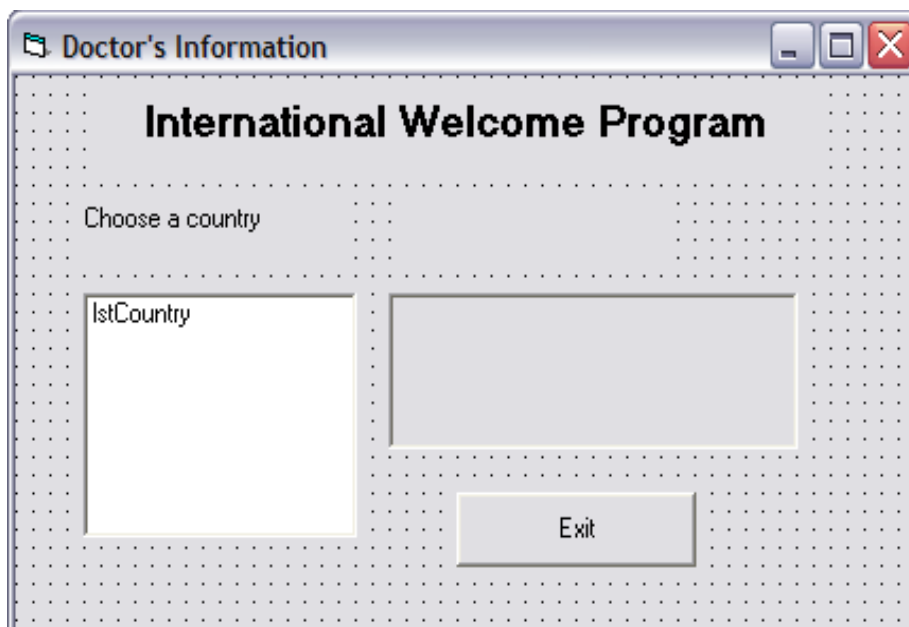 Doctor's Information
International Welcome Program
Choose a country
lstCountry
Exit